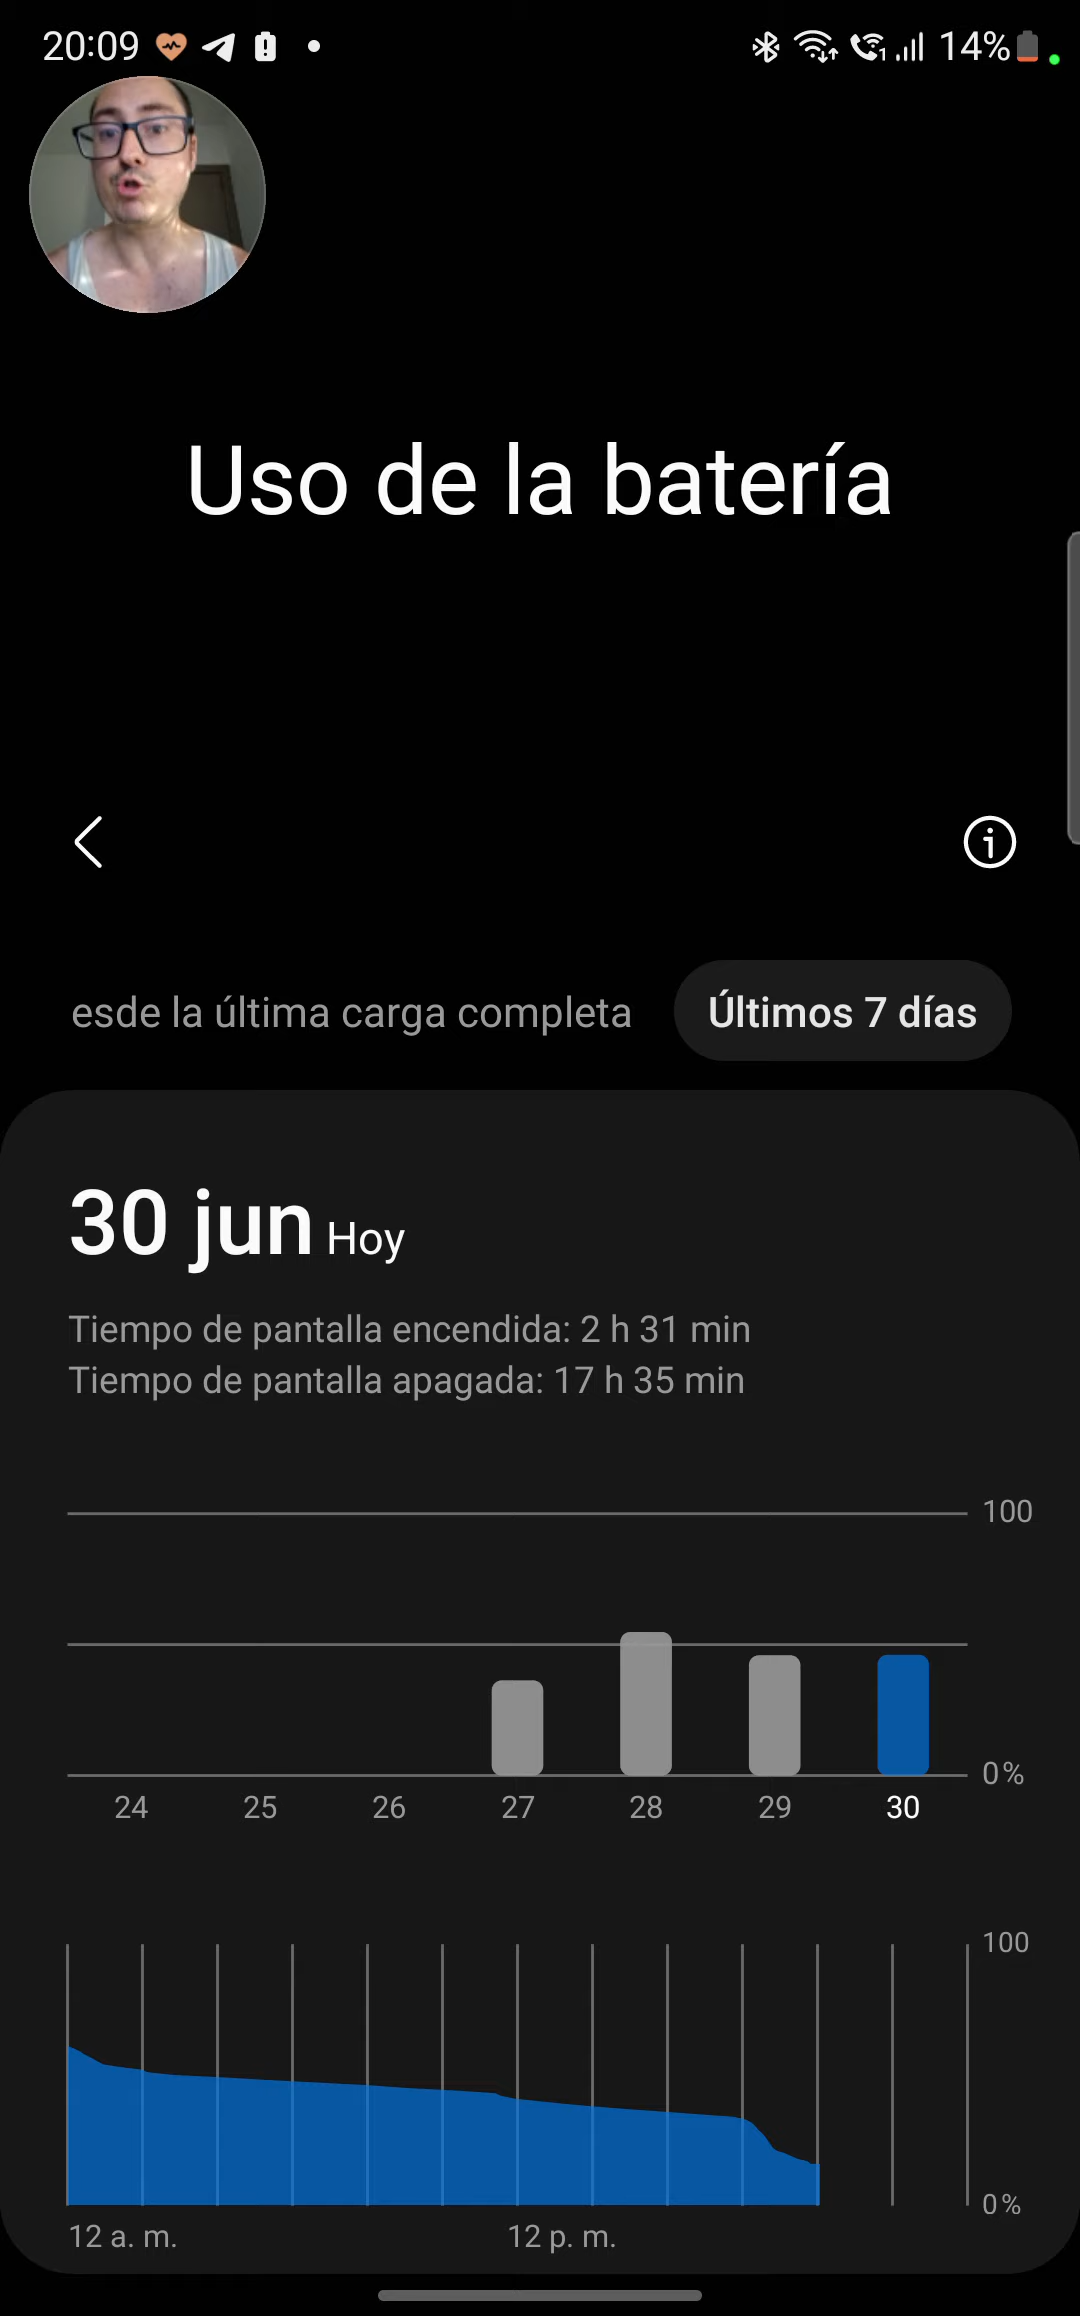 20:09 14%
Uso de la batería
esde la última carga completa Últimos 7 días
30 jun Hoy
Tiempo de pantalla encendida: 2 h 31 min
Tiempo de pantalla apagada: 17 h 35 min
100
0%
24 25 26 27 28 29 30
100
0%
12 a. m. 12 p. m.